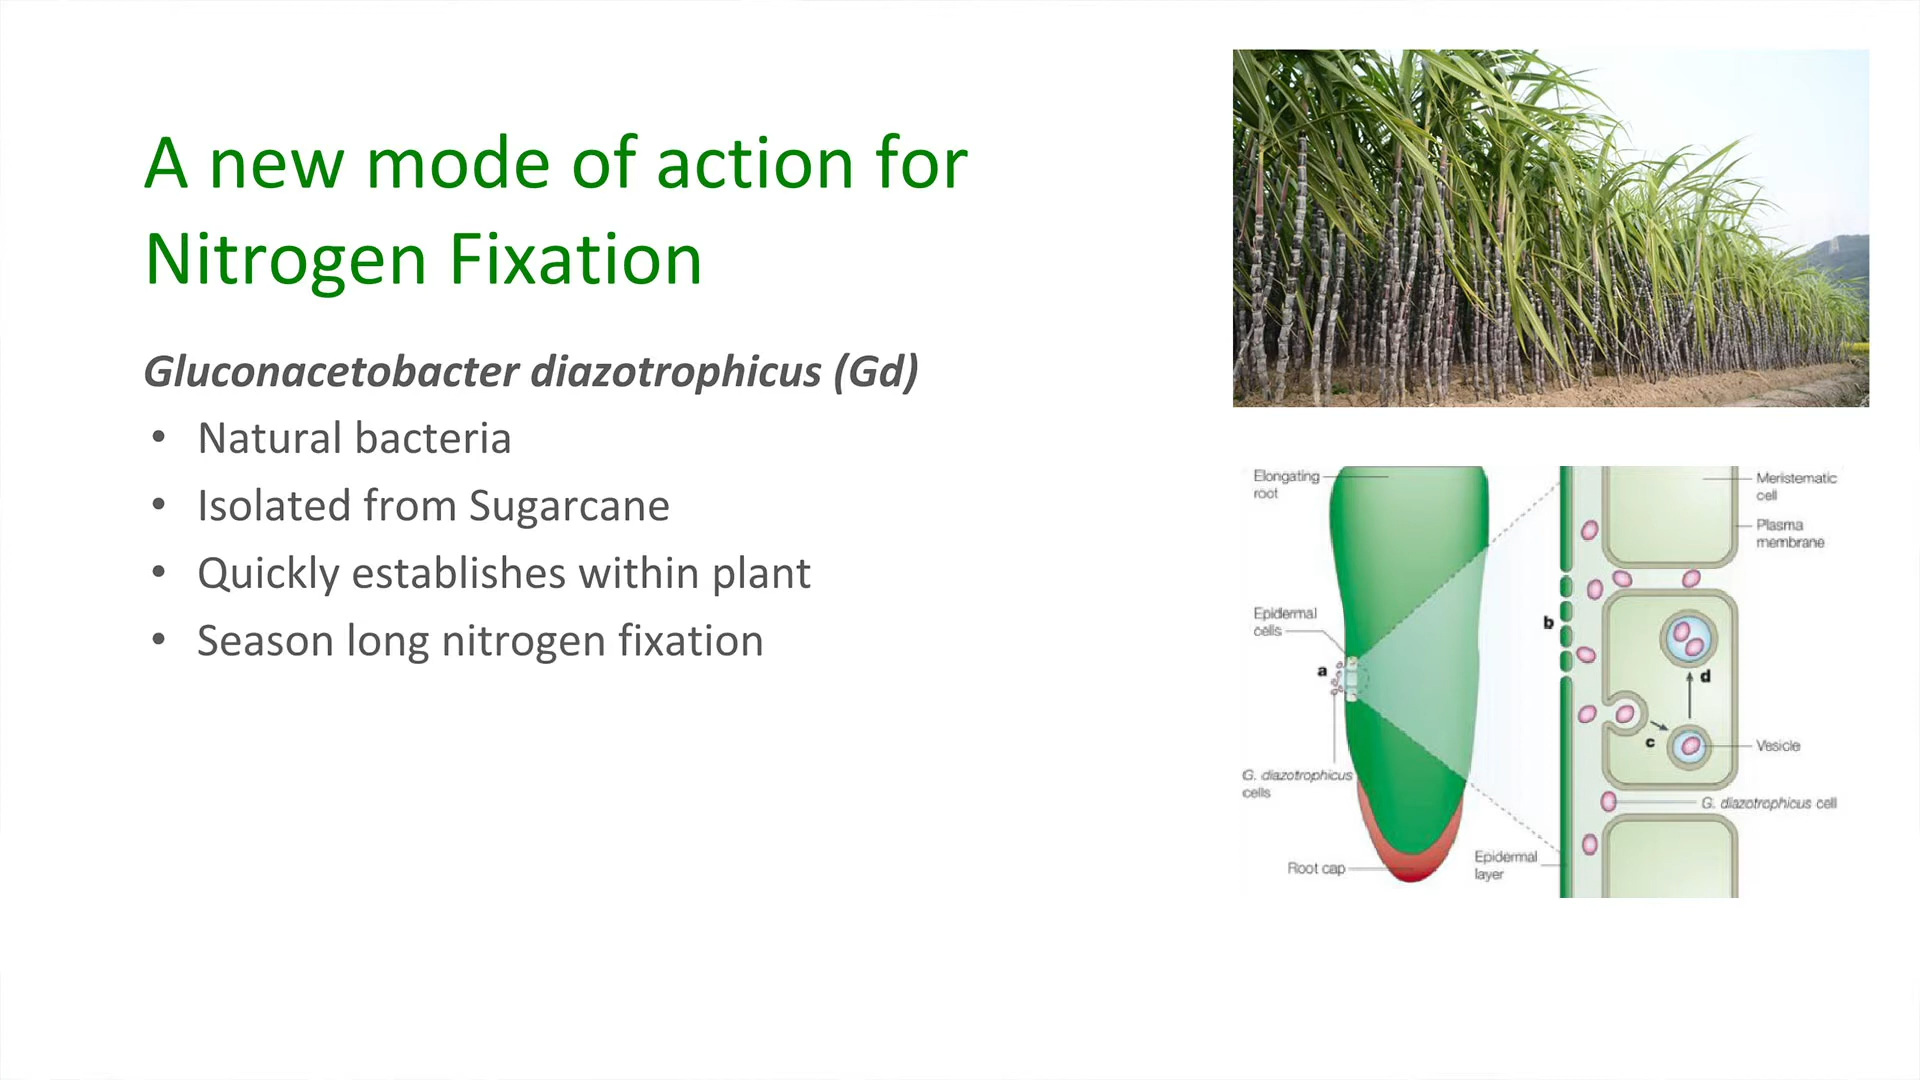 A new mode of action for
Nitrogen Fixation
Gluconacetobacter diazotrophicus (Gd)
• Natural bacteria
• Isolated from Sugarcane
• Quickly establishes within plant
• Season long nitrogen fixation
Elongating
root
Epidermal
cells
a
G. diazotrophicus
cells
Root cap
Epidermal
layer
b
Meristematic
cell
Plasma
membrane
d
c
Vesicle
G. diazotrophicus cell